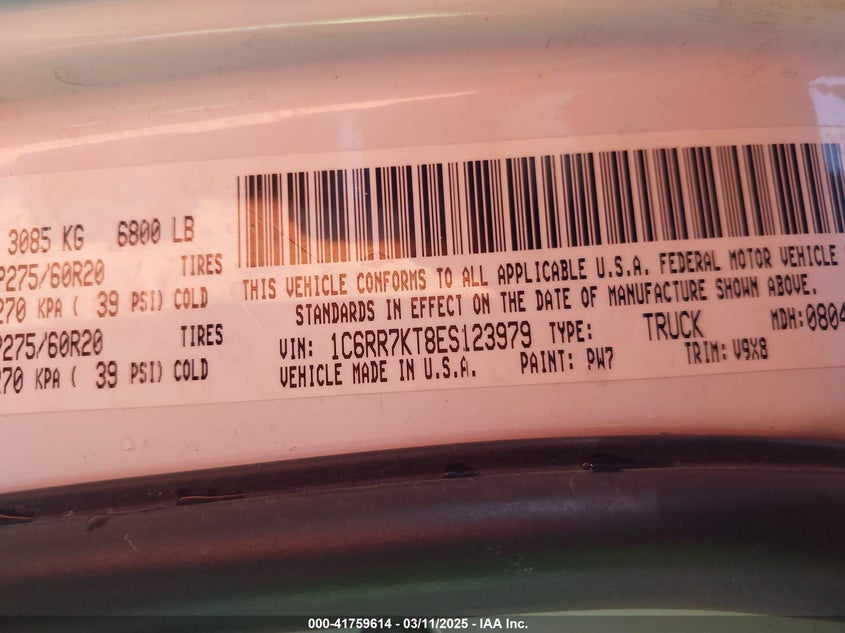 3085 KG 6800 LB
P275/60R20 TIRES
270 KPA ( 39 PSI) COLD
P275/60R20 TIRES
270 KPA ( 39 PSI) COLD
THIS VEHICLE CONFORMS TO ALL APPLICABLE U.S.A. FEDERAL MOTOR VEHICLE
STANDARDS IN EFFECT ON THE DATE OF MANUFACTURE SHOWN ABOVE.
VIN: 1C6RR7KT8ES123979 TYPE: TRUCK MDH:0804
VEHICLE MADE IN U.S.A. PAINT: PW7 TRIM: V9X8
000-41759614 - 03/11/2025 - IAA Inc.